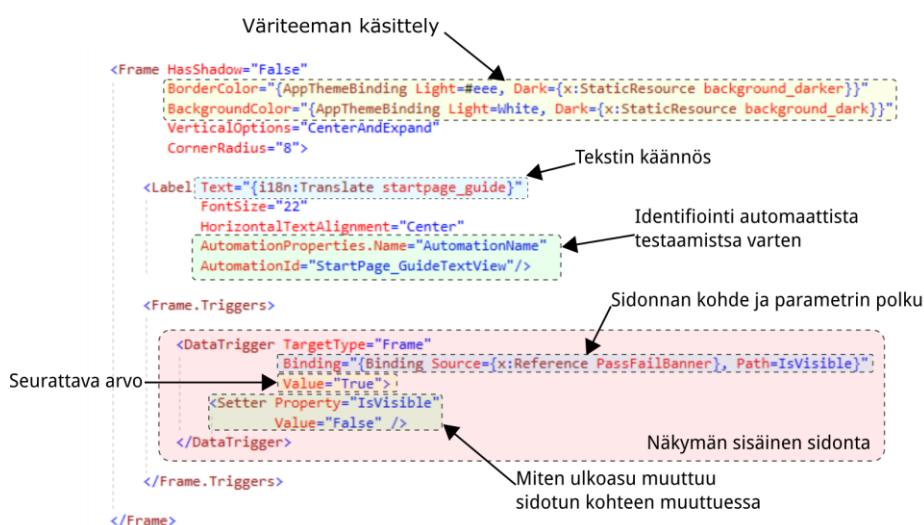 Väriteeman käsittely
<Frame HasShadow="False"
BorderColor="{AppThemeBinding Light=#eee, Dark={x:StaticResource background_darker}}"
BackgroundColor="{AppThemeBinding Light=White, Dark={x:StaticResource background_dark}}"
VerticalOptions="CenterAndExpand"
CornerRadius="8">
Tekstin käännös
<Label Text="{i18n:Translate startpage_guide}"
FontSize="22"
HorizontalTextAlignment="Center"
AutomationProperties.Name="AutomationName"
AutomationId="StartPage_GuideTextView"/>
Identifiointi automaattista
testaamistsa varten
<Frame.Triggers>
Sidonnan kohde ja parametrin polku
<DataTrigger TargetType="Frame"
Binding="{Binding Source={x:Reference PassFailBanner}, Path=IsVisible}"
Seurattava arvo
Value="True">
<Setter Property="IsVisible"
Value="False" />
</DataTrigger>
Näkymän sisäinen sidonta
</Frame.Triggers>
Miten ulkoasu muuttuu
sidotun kohteen muuttuessa
</Frame>